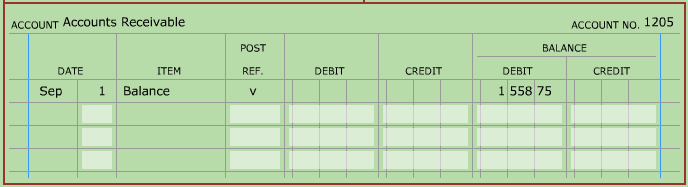 ACCOUNT Accounts Receivable ACCOUNT NO. 1205
POST BALANCE
DATE ITEM REF. DEBIT CREDIT DEBIT CREDIT
Sep 1 Balance v 1 558 75